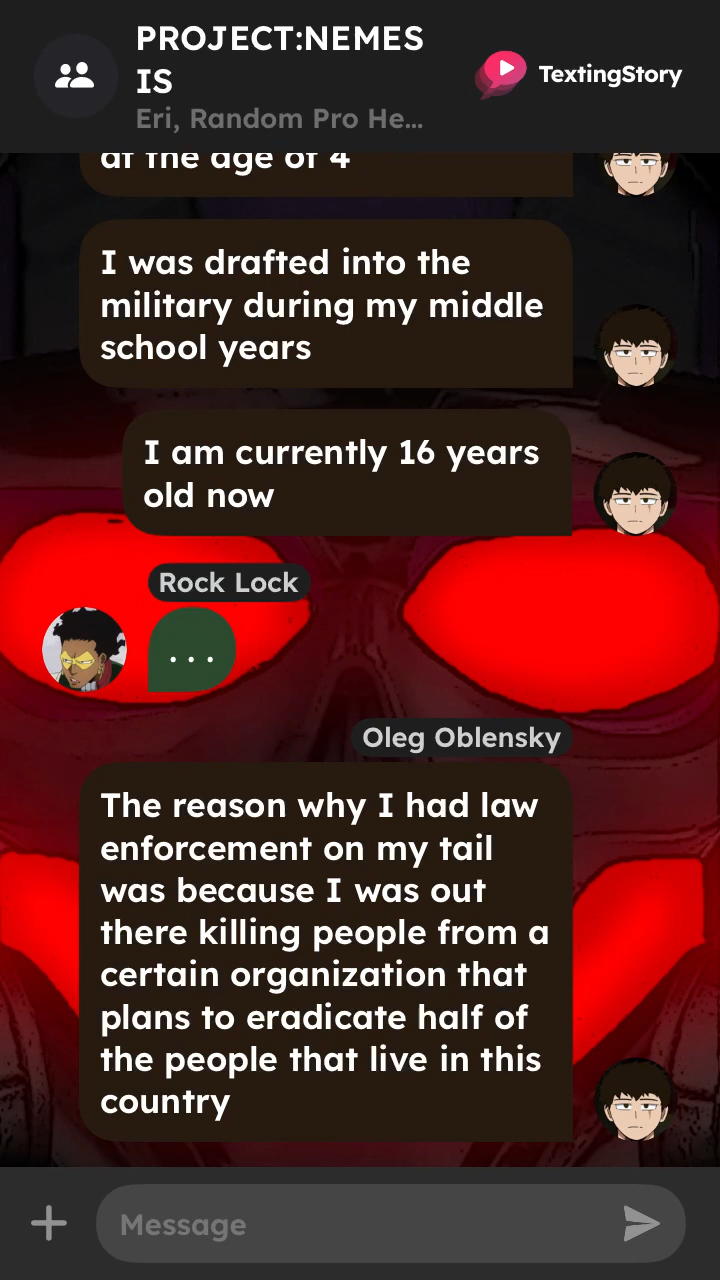 PROJECT:NEMES
IS
Eri, Random Pro He...
TextingStory
at the age of 4
I was drafted into the
military during my middle
school years
I am currently 16 years
old now
Rock Lock
...
Oleg Oblensky
The reason why I had law
enforcement on my tail
was because I was out
there killing people from a
certain organization that
plans to eradicate half of
the people that live in this
country
Message